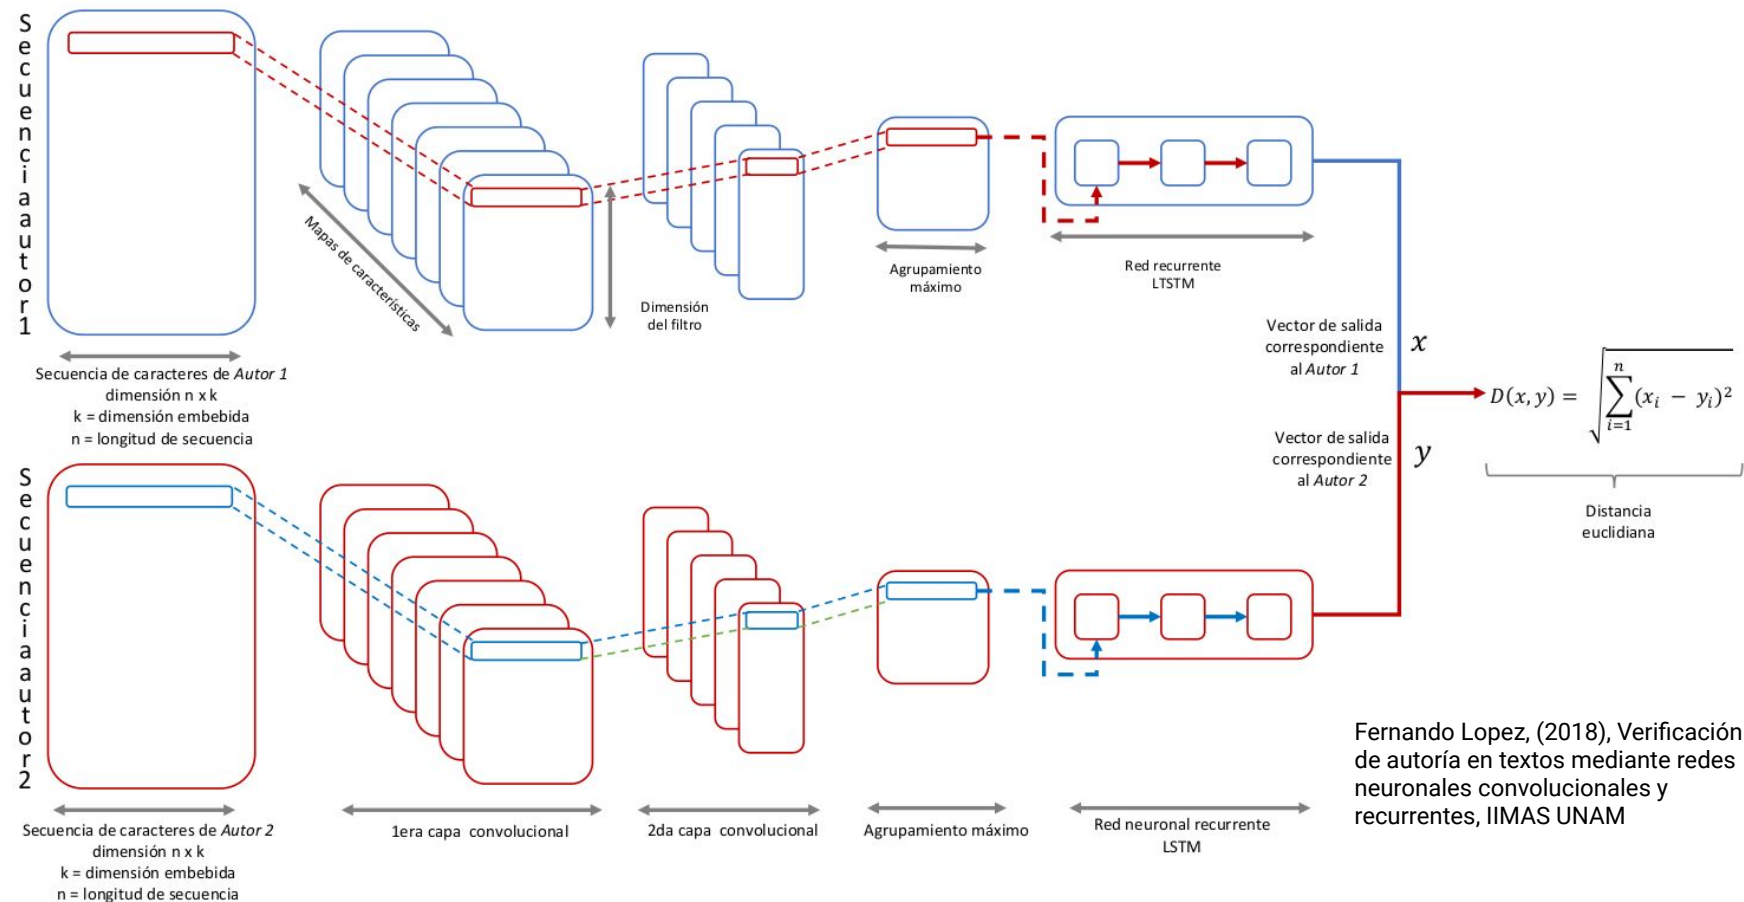 Secuencia autor 1
Mapas de características
Dimensión
del filtro
Agrupamiento
máximo
Red recurrente
LTSTM
Secuencia de caracteres de Autor 1
dimensión n x k
k = dimensión embebida
n = longitud de secuencia
Vector de salida
correspondiente
al Autor 1
x
D(x, y) = √∑ⁿᵢ₌₁(xᵢ − yᵢ)²
Vector de salida
correspondiente
al Autor 2
y
Distancia
euclidiana
Secuencia autor 2
Secuencia de caracteres de Autor 2
dimensión n x k
k = dimensión embebida
n = longitud de secuencia
1era capa convolucional
2da capa convolucional
Agrupamiento máximo
Red neuronal recurrente
LSTM
Fernando Lopez, (2018), Verificación
de autoría en textos mediante redes
neuronales convolucionales y
recurrentes, IIMAS UNAM